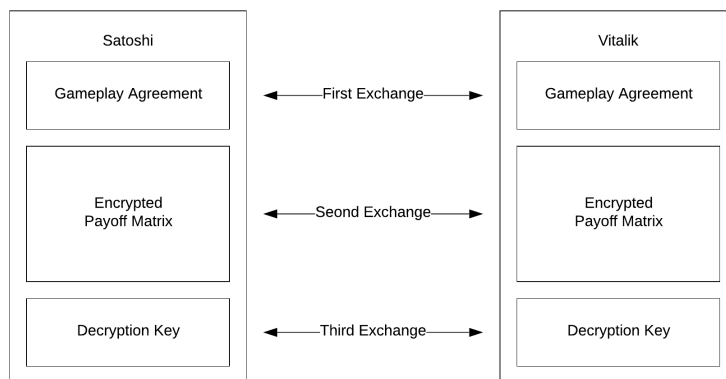 Satoshi
Vitalik
Gameplay Agreement
First Exchange
Gameplay Agreement
Encrypted
Payoff Matrix
Seond Exchange
Encrypted
Payoff Matrix
Decryption Key
Third Exchange
Decryption Key